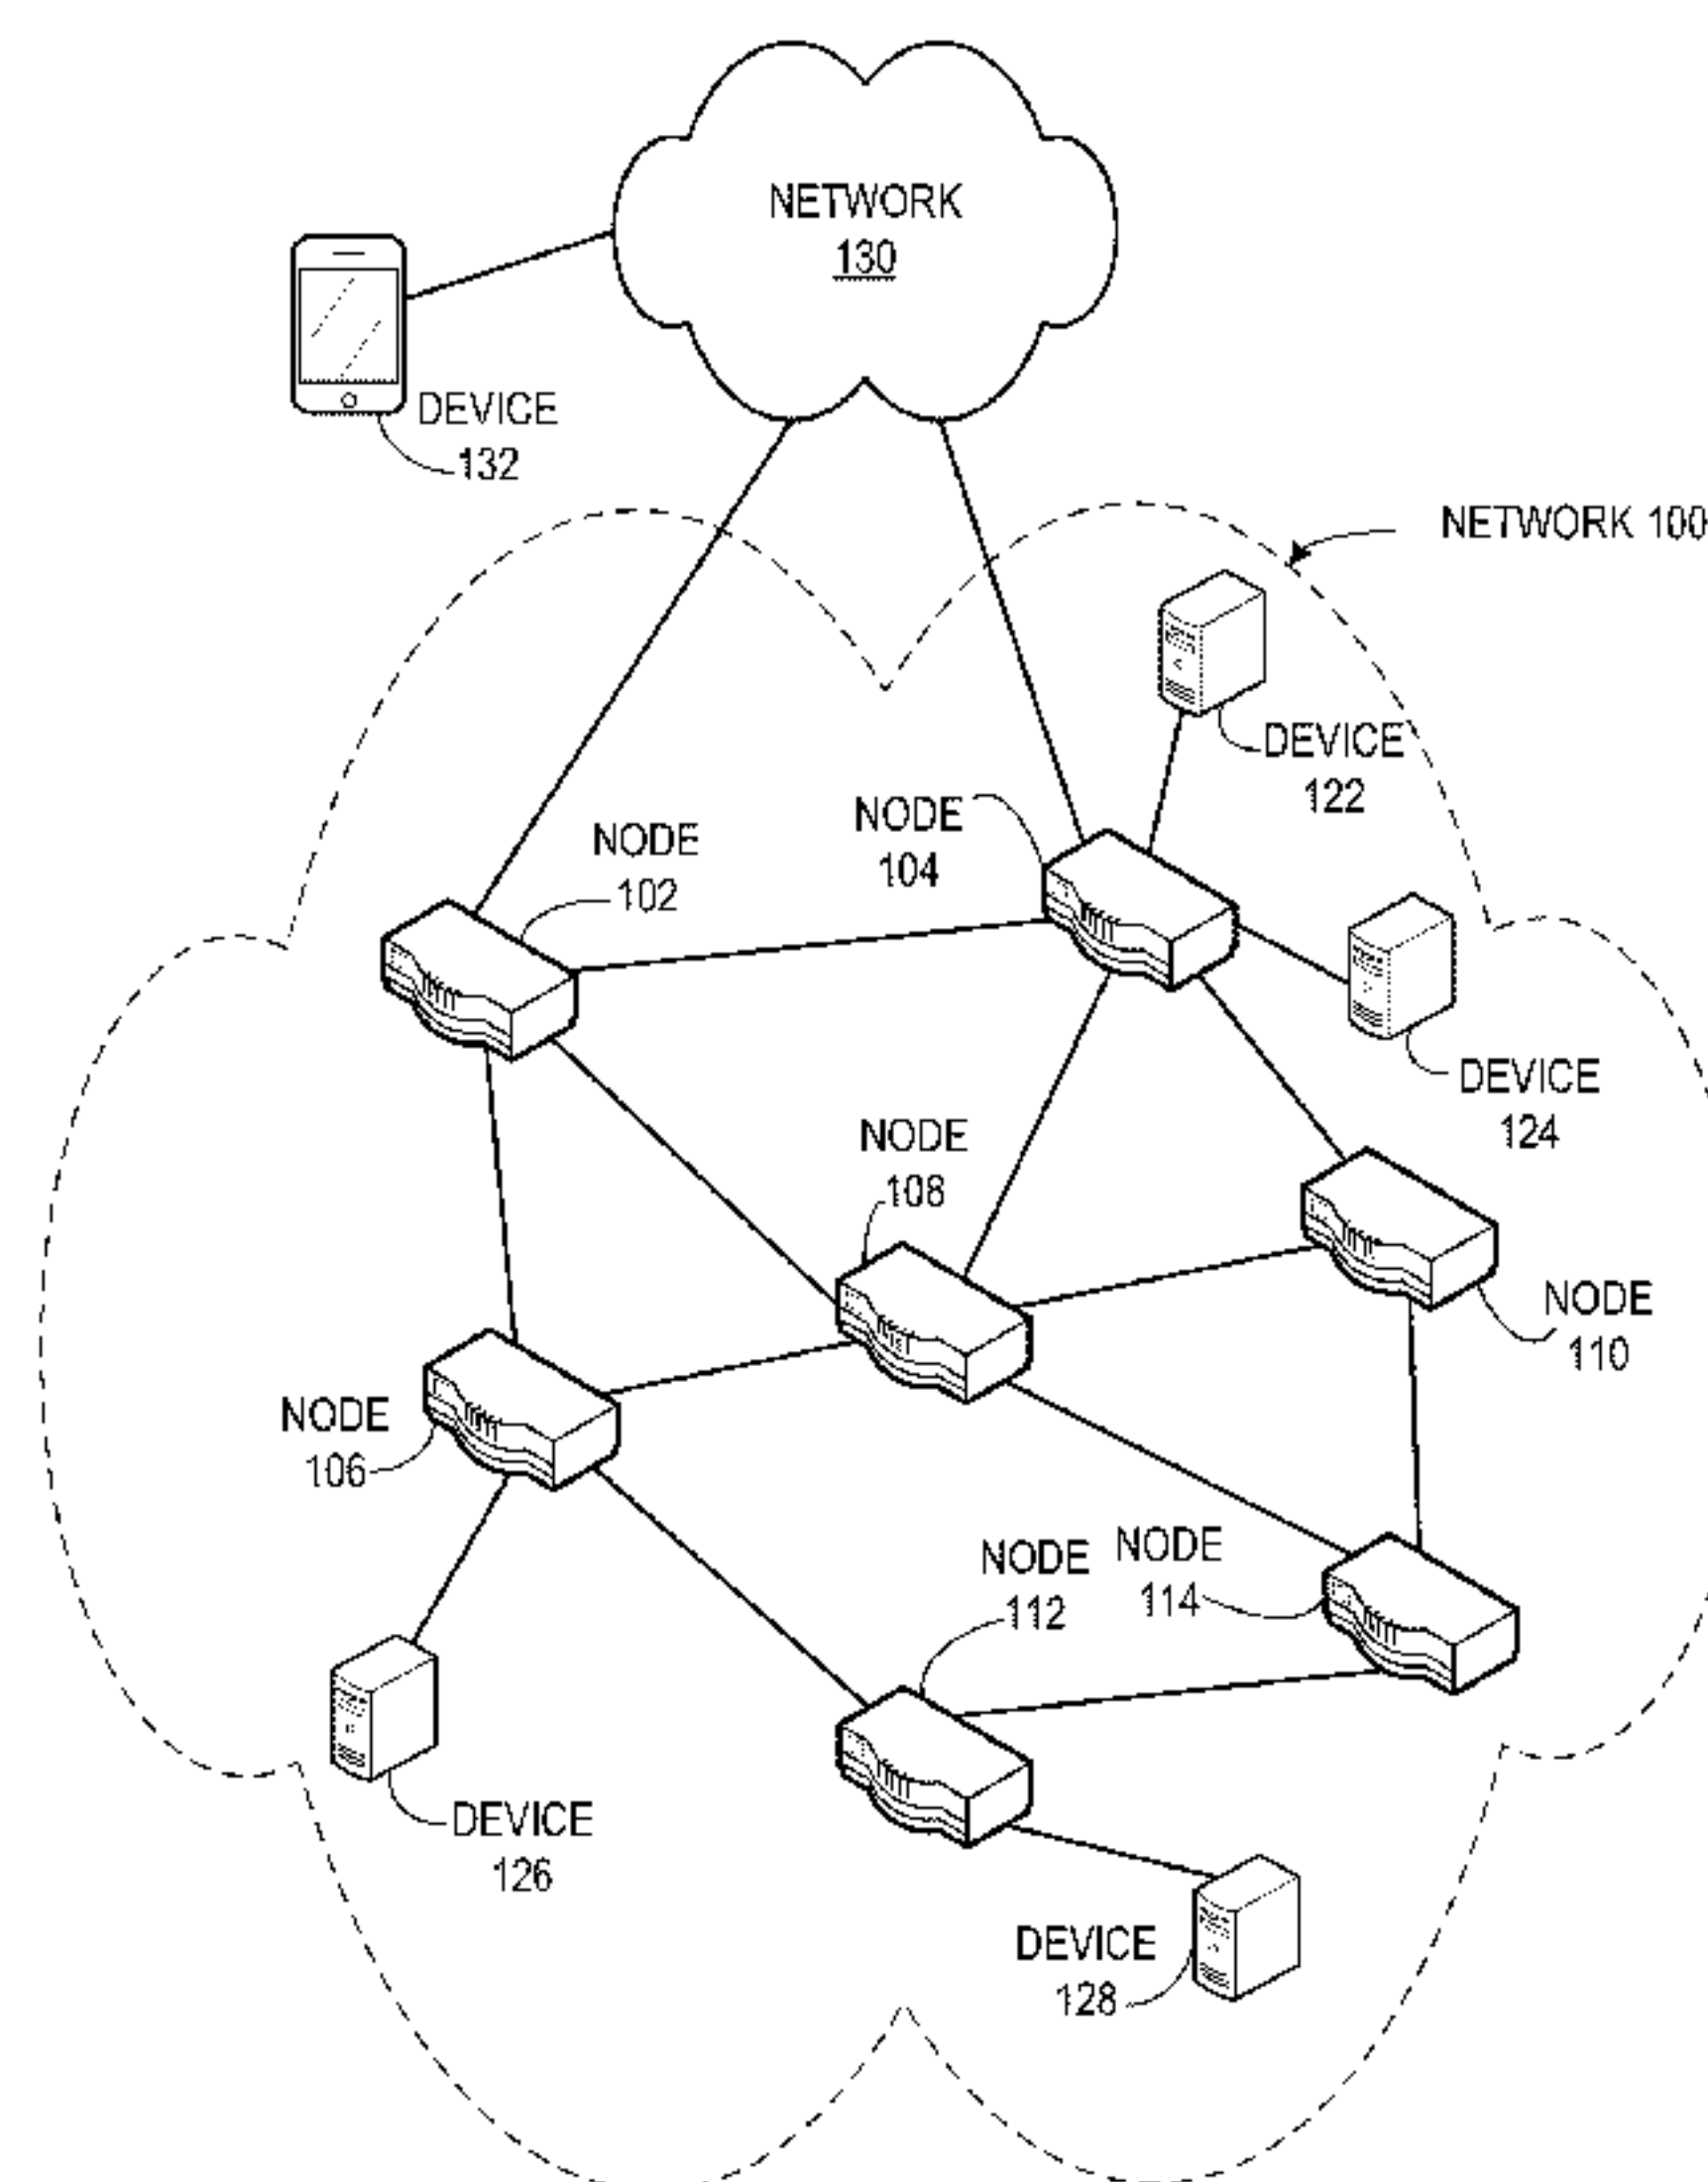 NETWORK
130
DEVICE
132
NETWORK 100
DEVICE
122
NODE
104
NODE
102
DEVICE
124
NODE
108
NODE
110
NODE
106
NODE
112
NODE
114
DEVICE
126
DEVICE
128